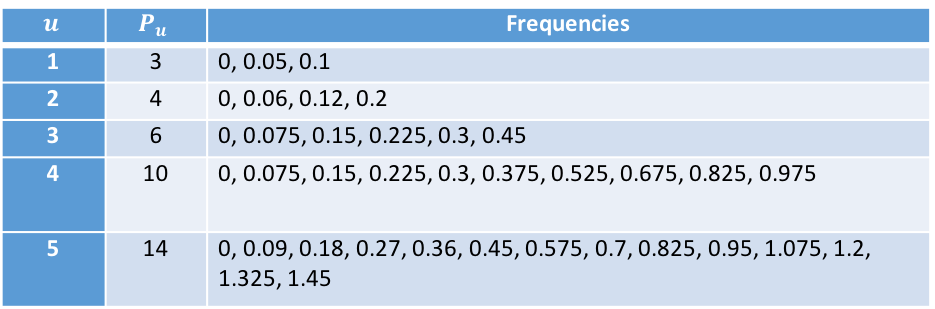 u P_u Frequencies
1 3 0, 0.05, 0.1
2 4 0, 0.06, 0.12, 0.2
3 6 0, 0.075, 0.15, 0.225, 0.3, 0.45
4 10 0, 0.075, 0.15, 0.225, 0.3, 0.375, 0.525, 0.675, 0.825, 0.975
5 14 0, 0.09, 0.18, 0.27, 0.36, 0.45, 0.575, 0.7, 0.825, 0.95, 1.075, 1.2,
1.325, 1.45